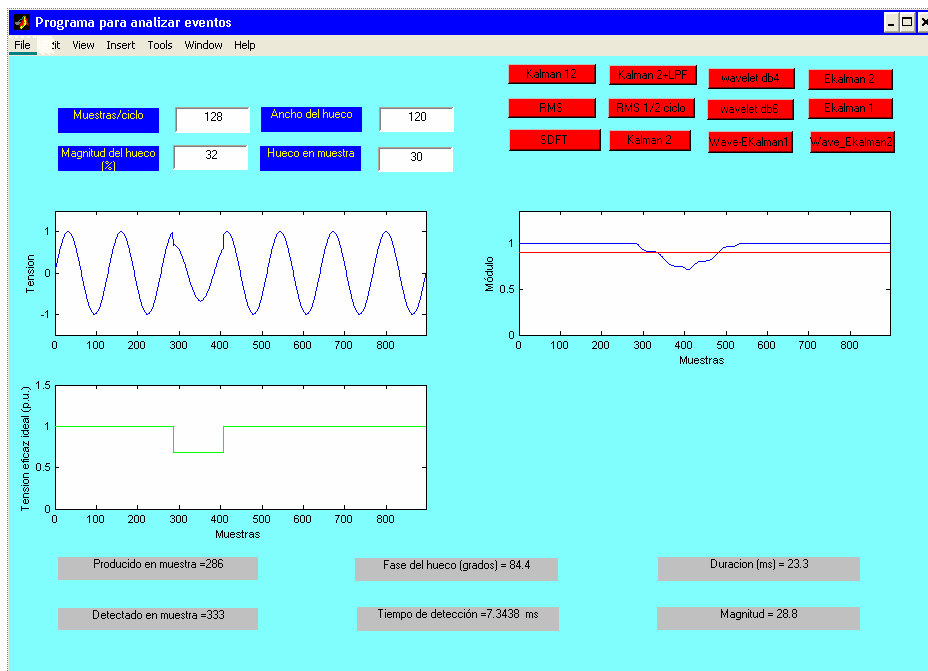 Programa para analizar eventos
File
it View Insert Tools Window Help
Kalman 12 Kalman 2+LPF wavelet db4 Ekalman 2
Muestras/ciclo 128 Ancho del hueco 120
RMS RMS 1/2 ciclo wavelet db6 Ekalman 1
Magnitud del hueco (%) 32 Hueco en muestra 30
SDFT Kalman 2 Wave-EKalman1 Wave_Ekalman2
Tension
1
0
-1
0 100 200 300 400 500 600 700 800
Módulo
1
0.5
0
0 100 200 300 400 500 600 700 800
Muestras
Tension eficaz ideal (p.u.)
1.5
1
0.5
0
0 100 200 300 400 500 600 700 800
Muestras
Producido en muestra =286 Fase del hueco (grados) = 84.4 Duracion (ms) = 23.3
Detectado en muestra =333 Tiempo de detección =7.3438 ms Magnitud = 28.8